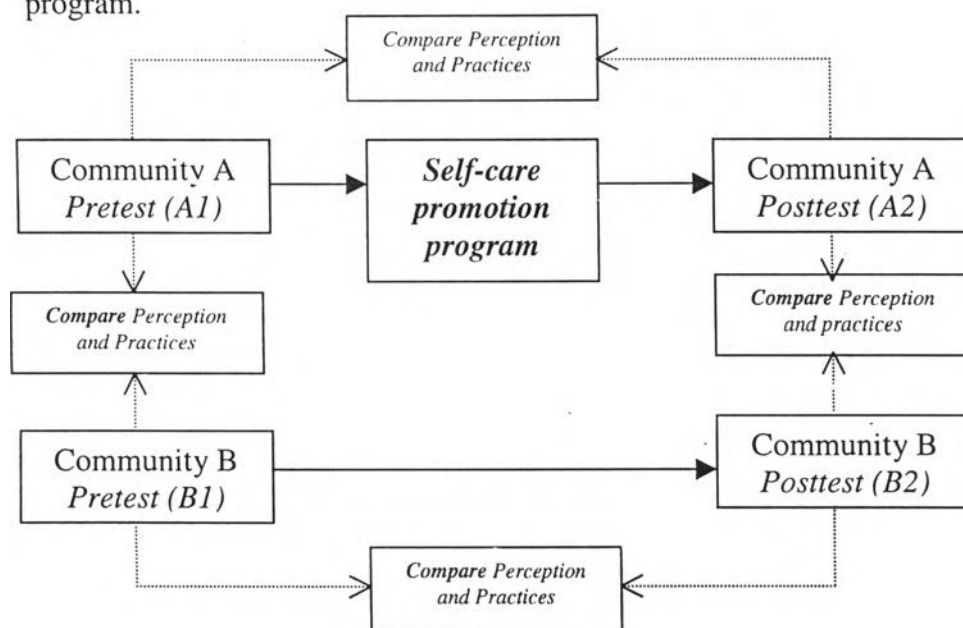 program.
Compare Perception
and Practices
Community A
Pretest (A1)
Self-care
promotion
program
Community A
Posttest (A2)
Compare Perception
and Practices
Compare Perception
and practices
Community B
Pretest (B1)
Community B
Posttest (B2)
Compare Perception
and Practices